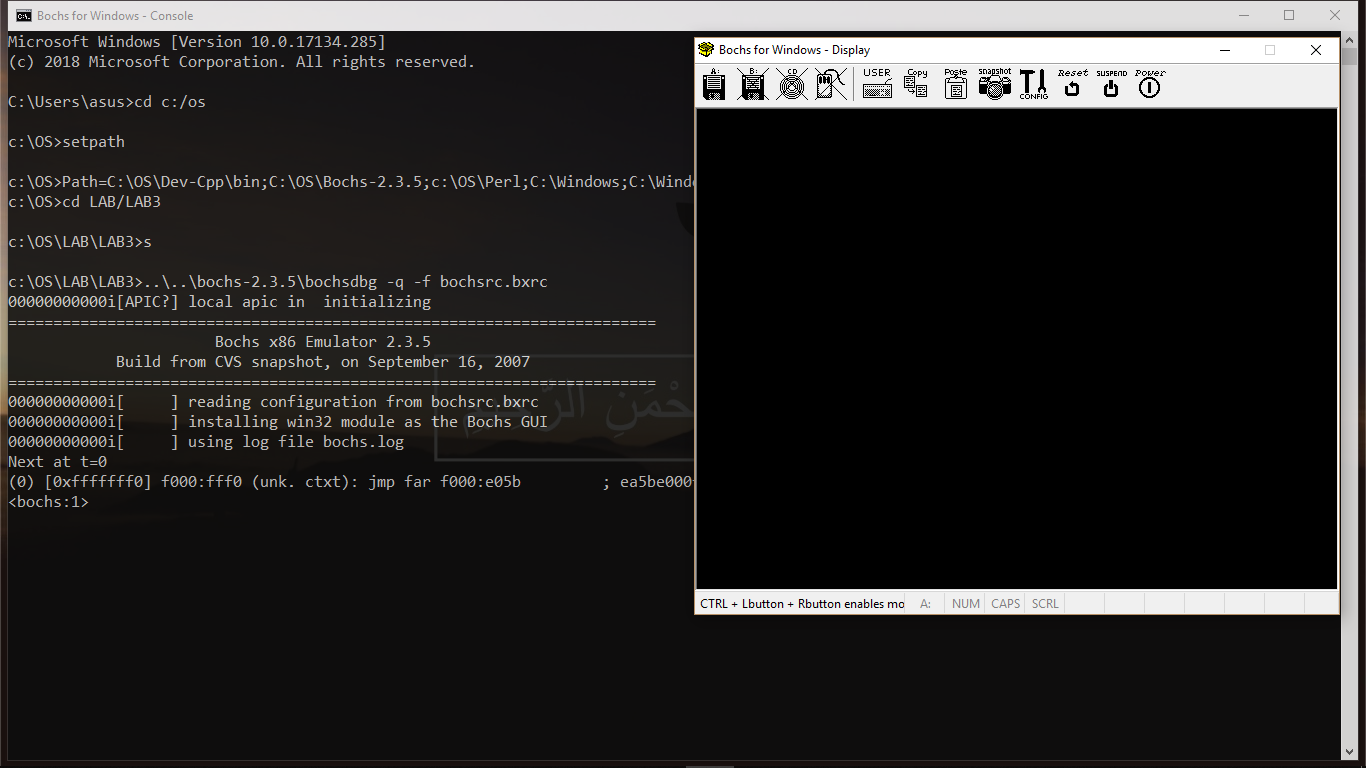 Bochs for Windows - Console
Microsoft Windows [Version 10.0.17134.285]
(c) 2018 Microsoft Corporation. All rights reserved.
C:\Users\asus>cd c:/os
c:\OS>setpath
c:\OS>Path=C:\OS\Dev-Cpp\bin;C:\OS\Bochs-2.3.5;c:\OS\Perl;C:\Windows;C:\Wind
c:\OS>cd LAB/LAB3
c:\OS\LAB\LAB3>s
c:\OS\LAB\LAB3>..\..\bochs-2.3.5\bochsdbg -q -f bochsrc.bxrc
00000000000i[APIC?] local apic in  initializing
========================================================================
Bochs x86 Emulator 2.3.5
Build from CVS snapshot, on September 16, 2007
========================================================================
00000000000i[     ] reading configuration from bochsrc.bxrc
00000000000i[     ] installing win32 module as the Bochs GUI
00000000000i[     ] using log file bochs.log
Next at t=0
(0) [0xfffffff0] f000:fff0 (unk. ctxt): jmp far f000:e05b         ; ea5be000
<bochs:1>
Bochs for Windows - Display
A: B: CD USER Copy Paste snapshot CONFIG Reset SUSPEND Power
CTRL + Lbutton + Rbutton enables mo A: NUM CAPS SCRL